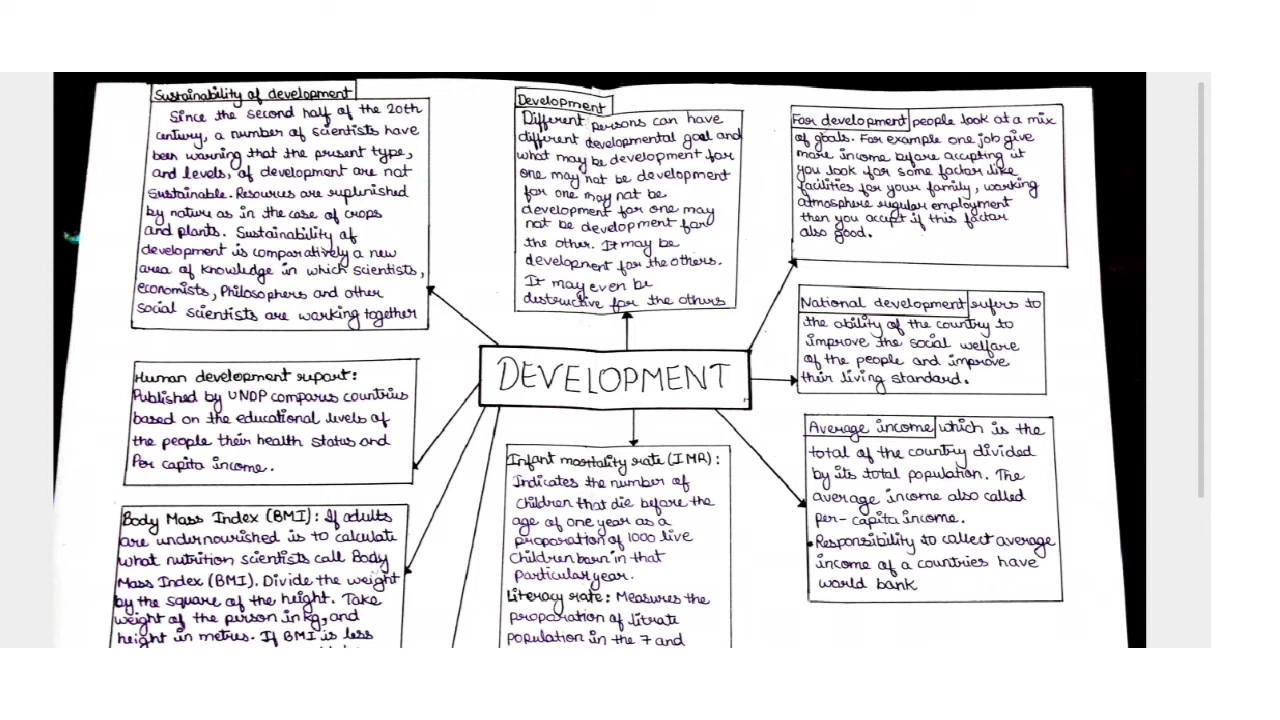 Sustainability of development
Since the second half of the 20th
century, a number of scientists have
been warning that the present type,
and levels, of development are not
sustainable. Resources are replenished
by nature as in the case of crops
and plants. Sustainability of
development is comparatively a new
area of knowledge in which scientists,
economists, Philosophers and other
social scientists are working together
Development
Different persons can have
different developmental goal and
what may be development for
one may not be development
for one may not be
development for one may
not be development for
the other. It may be
development for the others.
It may even be
destructive for the others
For development people look at a mix
of goals. For example one job give
more income before accpting it
you look for some factor like
facilities for your family, working
atmosphere regular employment
then you accpt if this factor
also good.
National development refers to
the ability of the country to
improve the social welfare
of the people and improve
their living standard.
DEVELOPMENT
Human development report:
Published by UNDP compares countries
based on the educational levels of
the people their health status and
Per capita income.
Average income which is the
total of the country divided
by its total population. The
average income also called
per-capita income.
• Responsibility to collect average
income of a countries have
world bank
Infant mortality rate (IMR):
Indicates the number of
Children that die before the
age of one year as a
proparation of 1000 live
Children born in that
particular year.
Literacy rate: Measures the
proparation of litrate
population in the 7 and
Body Mass Index (BMI): If adults
are undernourished is to calculate
what nutrition scientists call Body
Mass Index (BMI). Divide the weight
by the square of the height. Take
weight of the person in kg, and
height in metres. If BMI is less